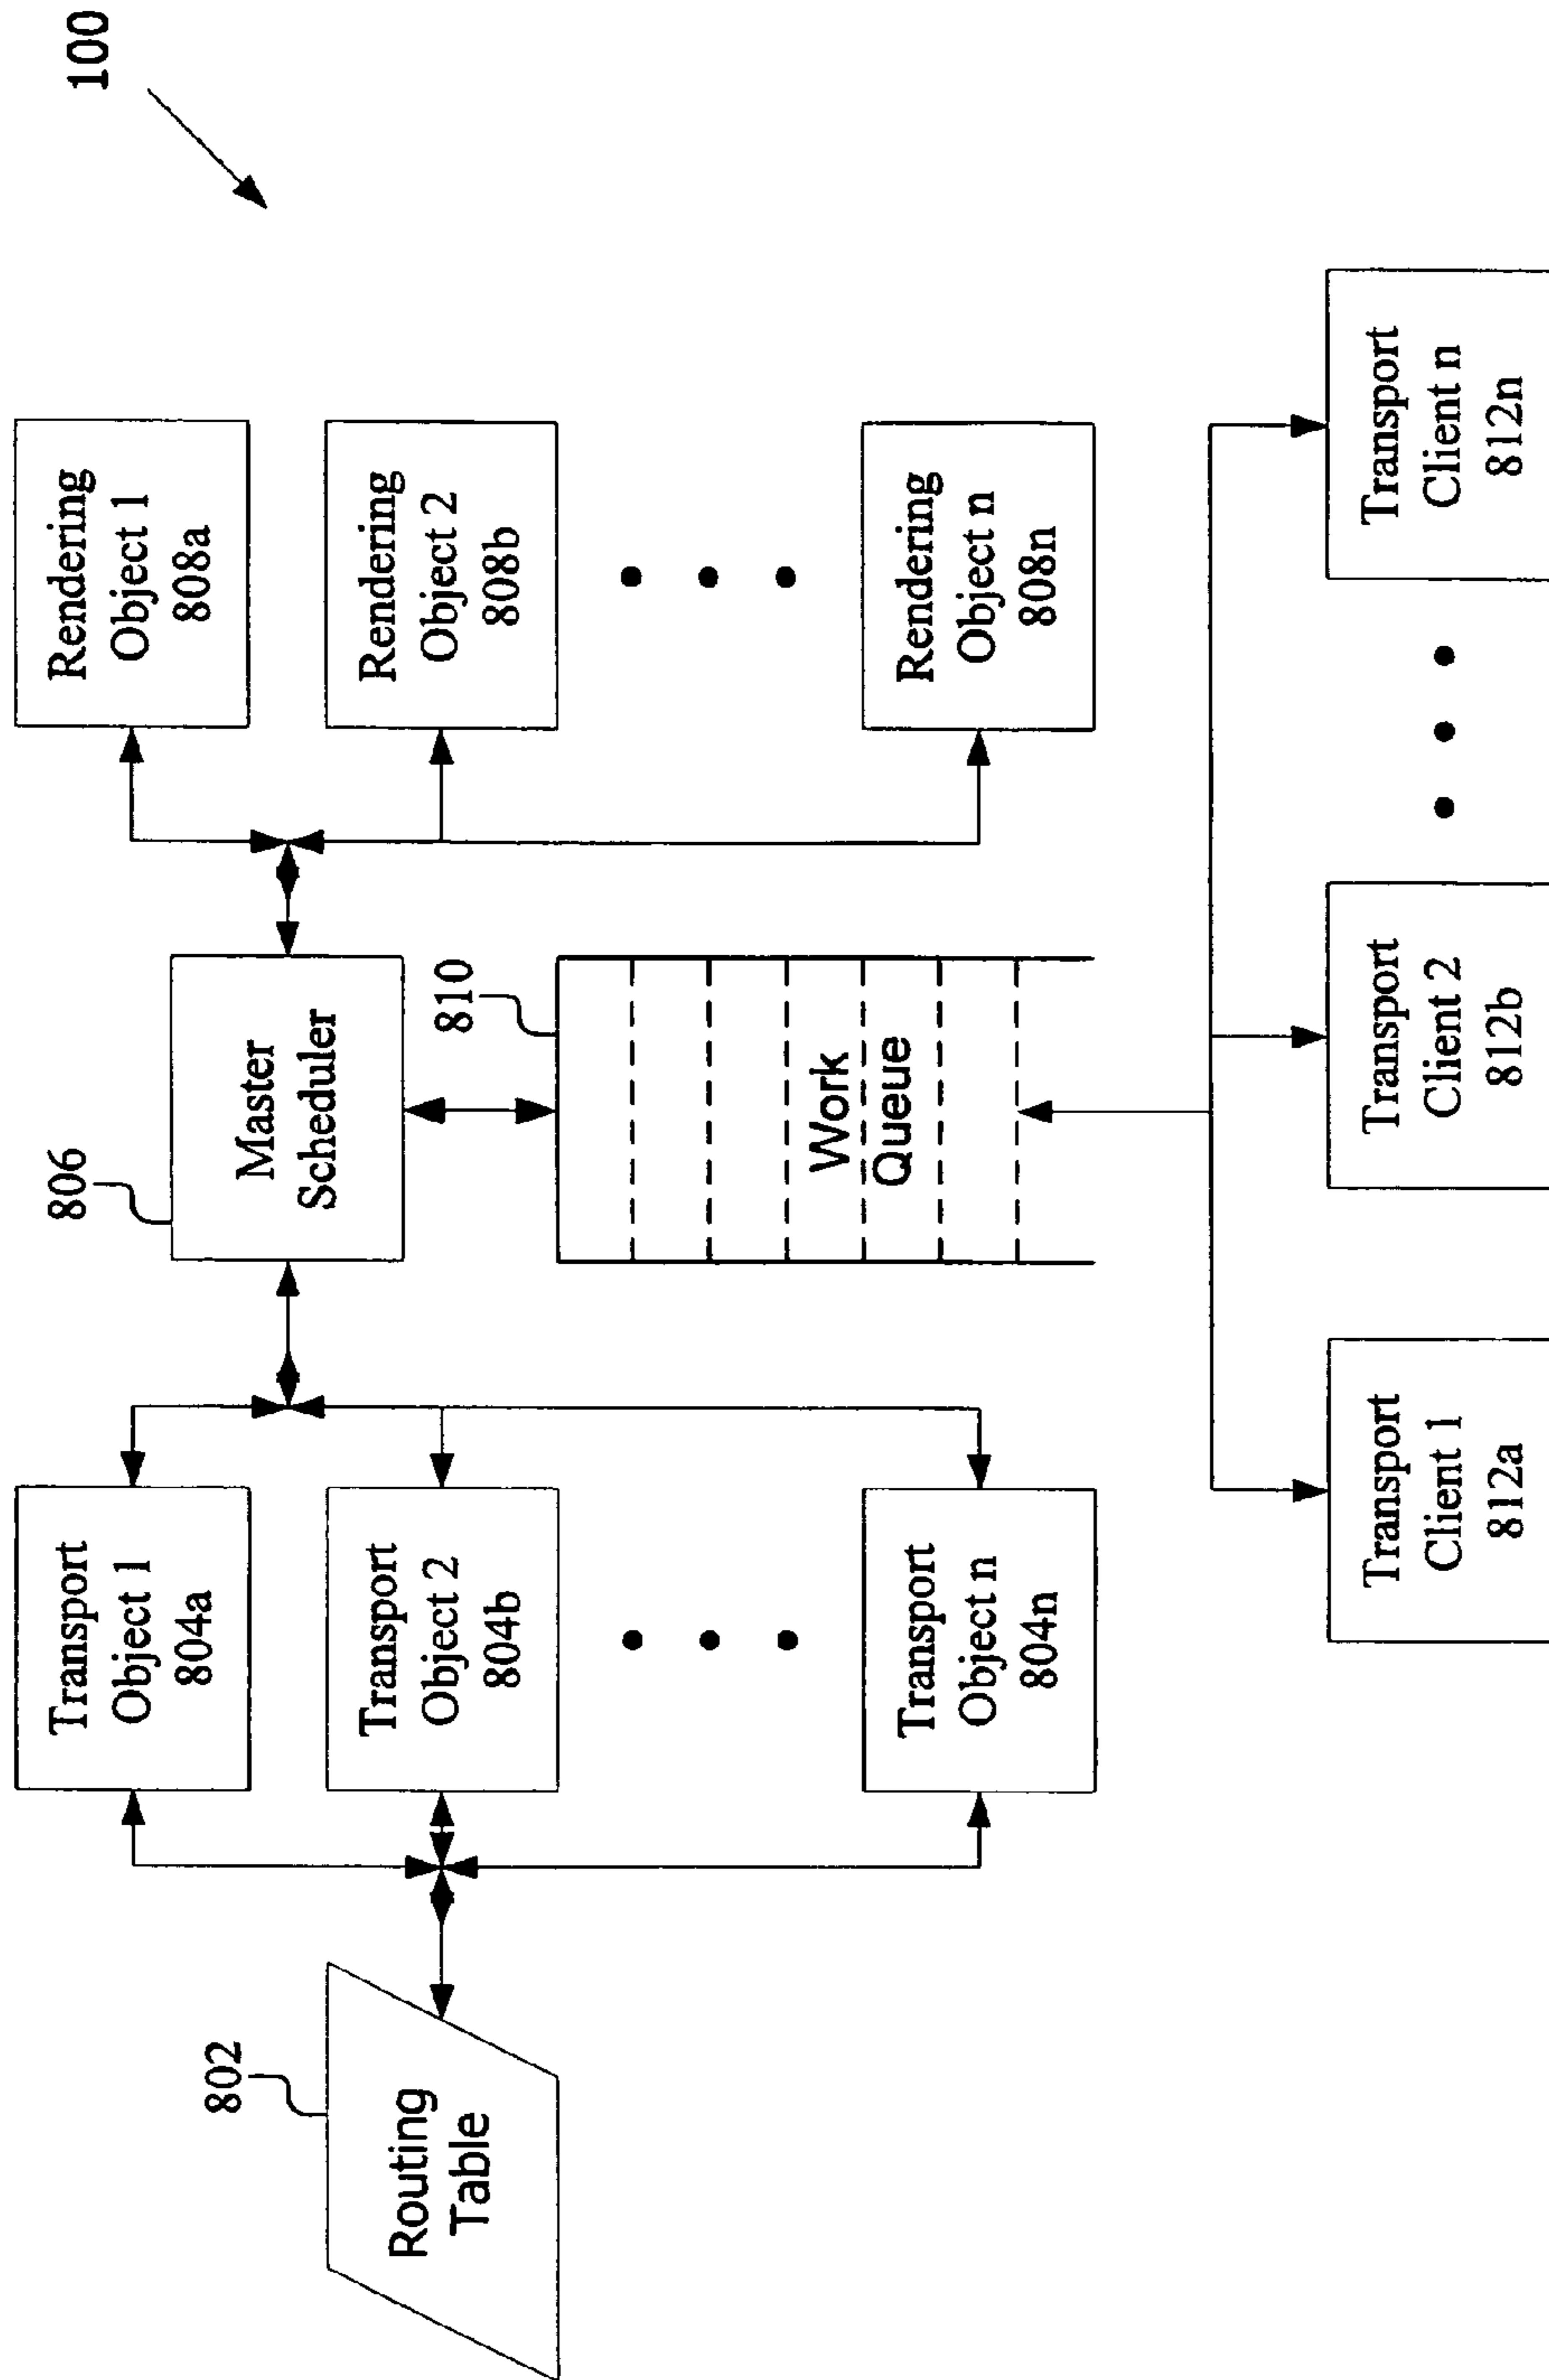 100
Routing
Table
802
Transport
Object 1
804a
Transport
Object 2
804b
Transport
Object n
804n
Master
Scheduler
806
Work
Queue
810
Rendering
Object 1
808a
Rendering
Object 2
808b
Rendering
Object n
808n
Transport
Client 1
812a
Transport
Client 2
812b
Transport
Client n
812n